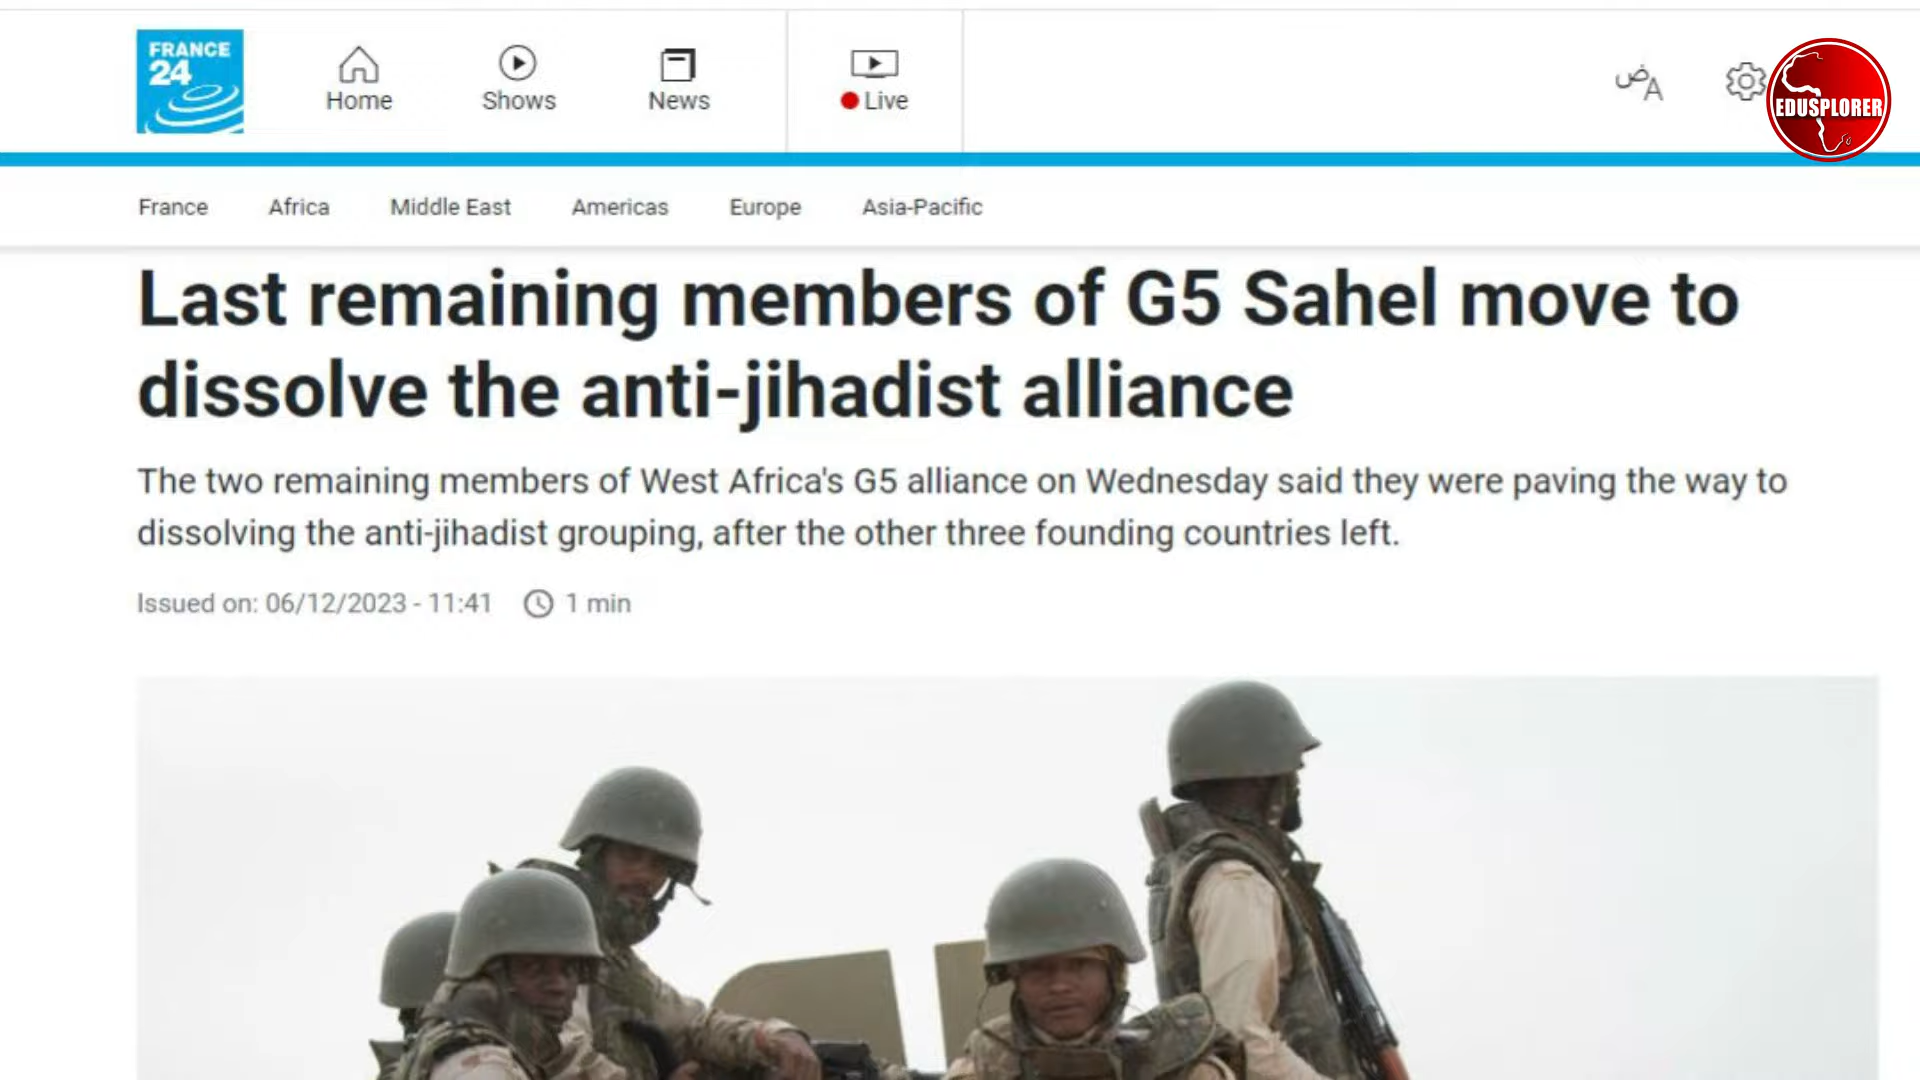 FRANCE
24
Home
Shows
News
Live
ض
A
EDUSPLORER
France
Africa
Middle East
Americas
Europe
Asia-Pacific
Last remaining members of G5 Sahel move to
dissolve the anti-jihadist alliance
The two remaining members of West Africa's G5 alliance on Wednesday said they were paving the way to
dissolving the anti-jihadist grouping, after the other three founding countries left.
Issued on: 06/12/2023 - 11:41
1 min